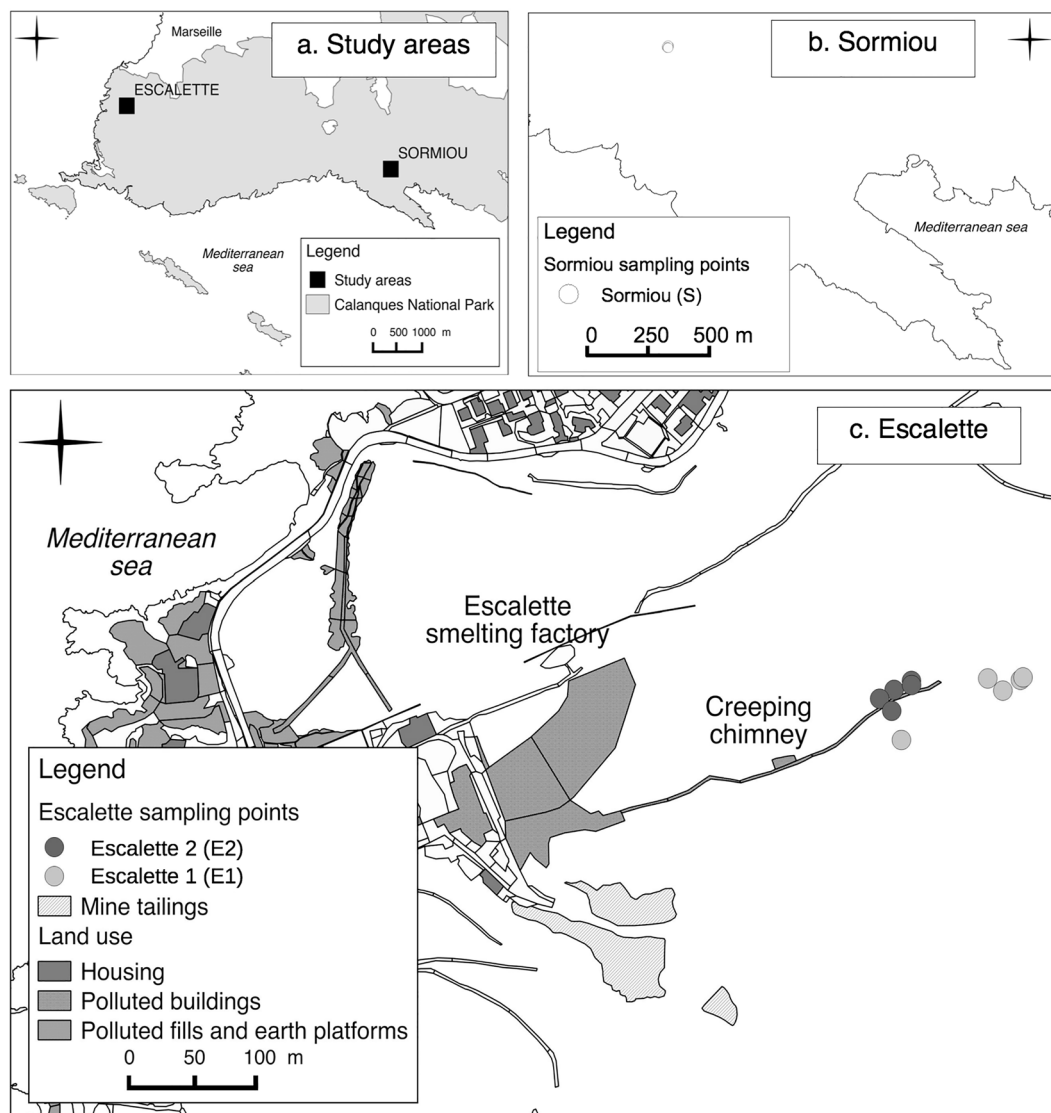 Marseille
a. Study areas
ESCALETTE
SORMIOU
Mediterranean
sea
Legend
Study areas
Calanques National Park
0 500 1000 m
b. Sormiou
Mediterranean sea
Legend
Sormiou sampling points
Sormiou (S)
0 250 500 m
c. Escalette
Mediterranean
sea
Escalette
smelting factory
Creeping
chimney
Legend
Escalette sampling points
Escalette 2 (E2)
Escalette 1 (E1)
Mine tailings
Land use
Housing
Polluted buildings
Polluted fills and earth platforms
0 50 100 m